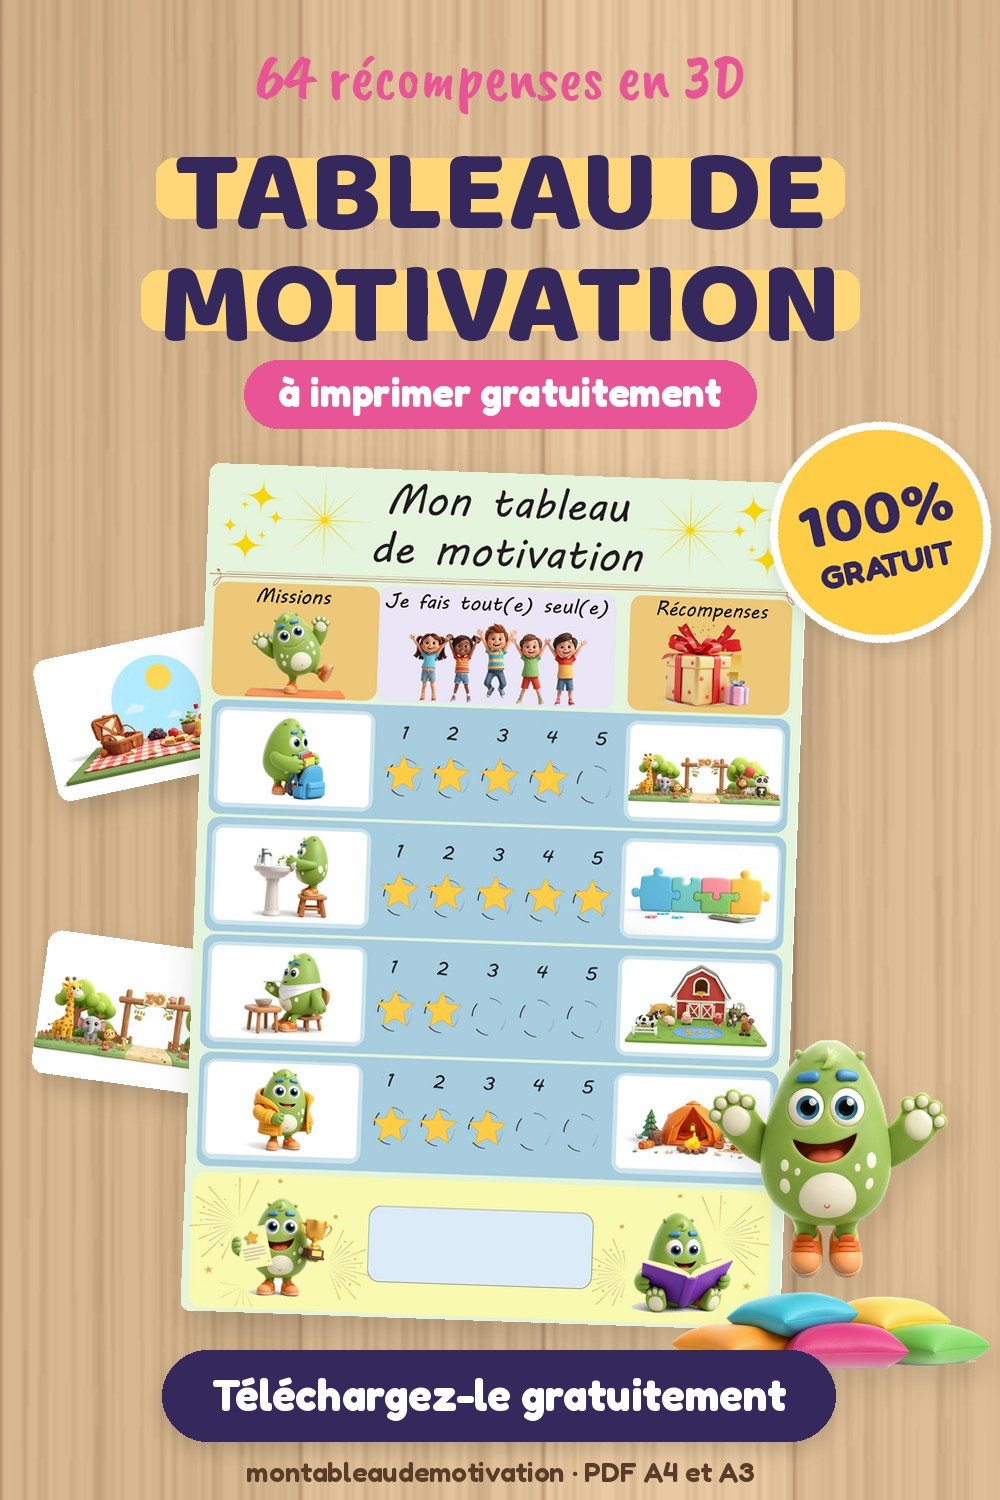 64 récompenses en 3D
TABLEAU DE
MOTIVATION
à imprimer gratuitement
100%
GRATUIT
Mon tableau
de motivation
Missions
Je fais tout(e) seul(e)
Récompenses
1 2 3 4 5
ZOO
1 2 3 4 5
1 2 3 4 5
1 2 3 4 5
Téléchargez-le gratuitement
montableaudemotivation · PDF A4 et A3